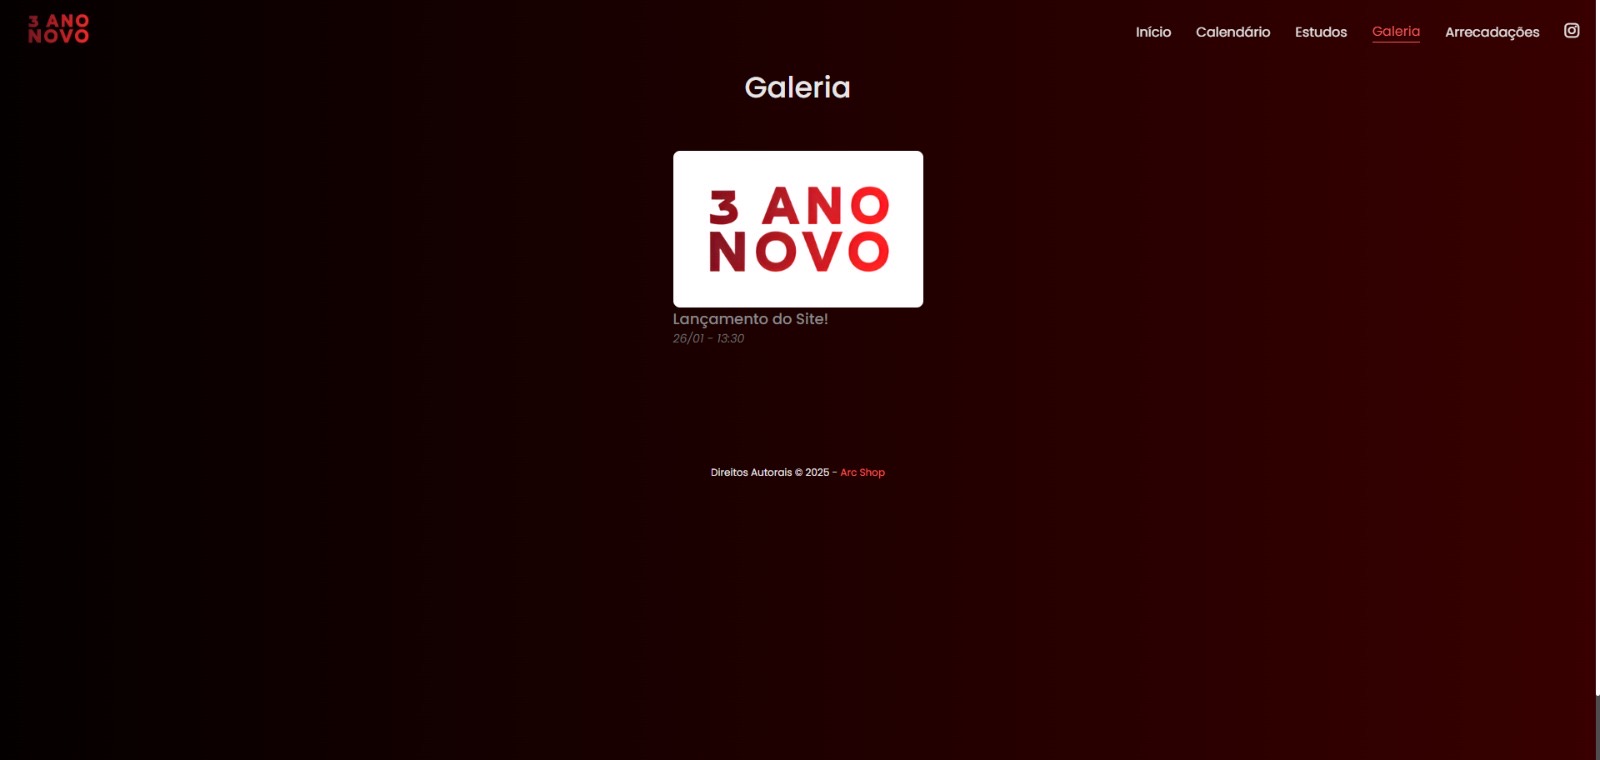 3 ANO
NOVO
Início Calendário Estudos Galeria Arrecadações
Galeria
3 ANO
NOVO
Lançamento do Site!
26/01 - 13:30
Direitos Autorais © 2025 - Arc Shop